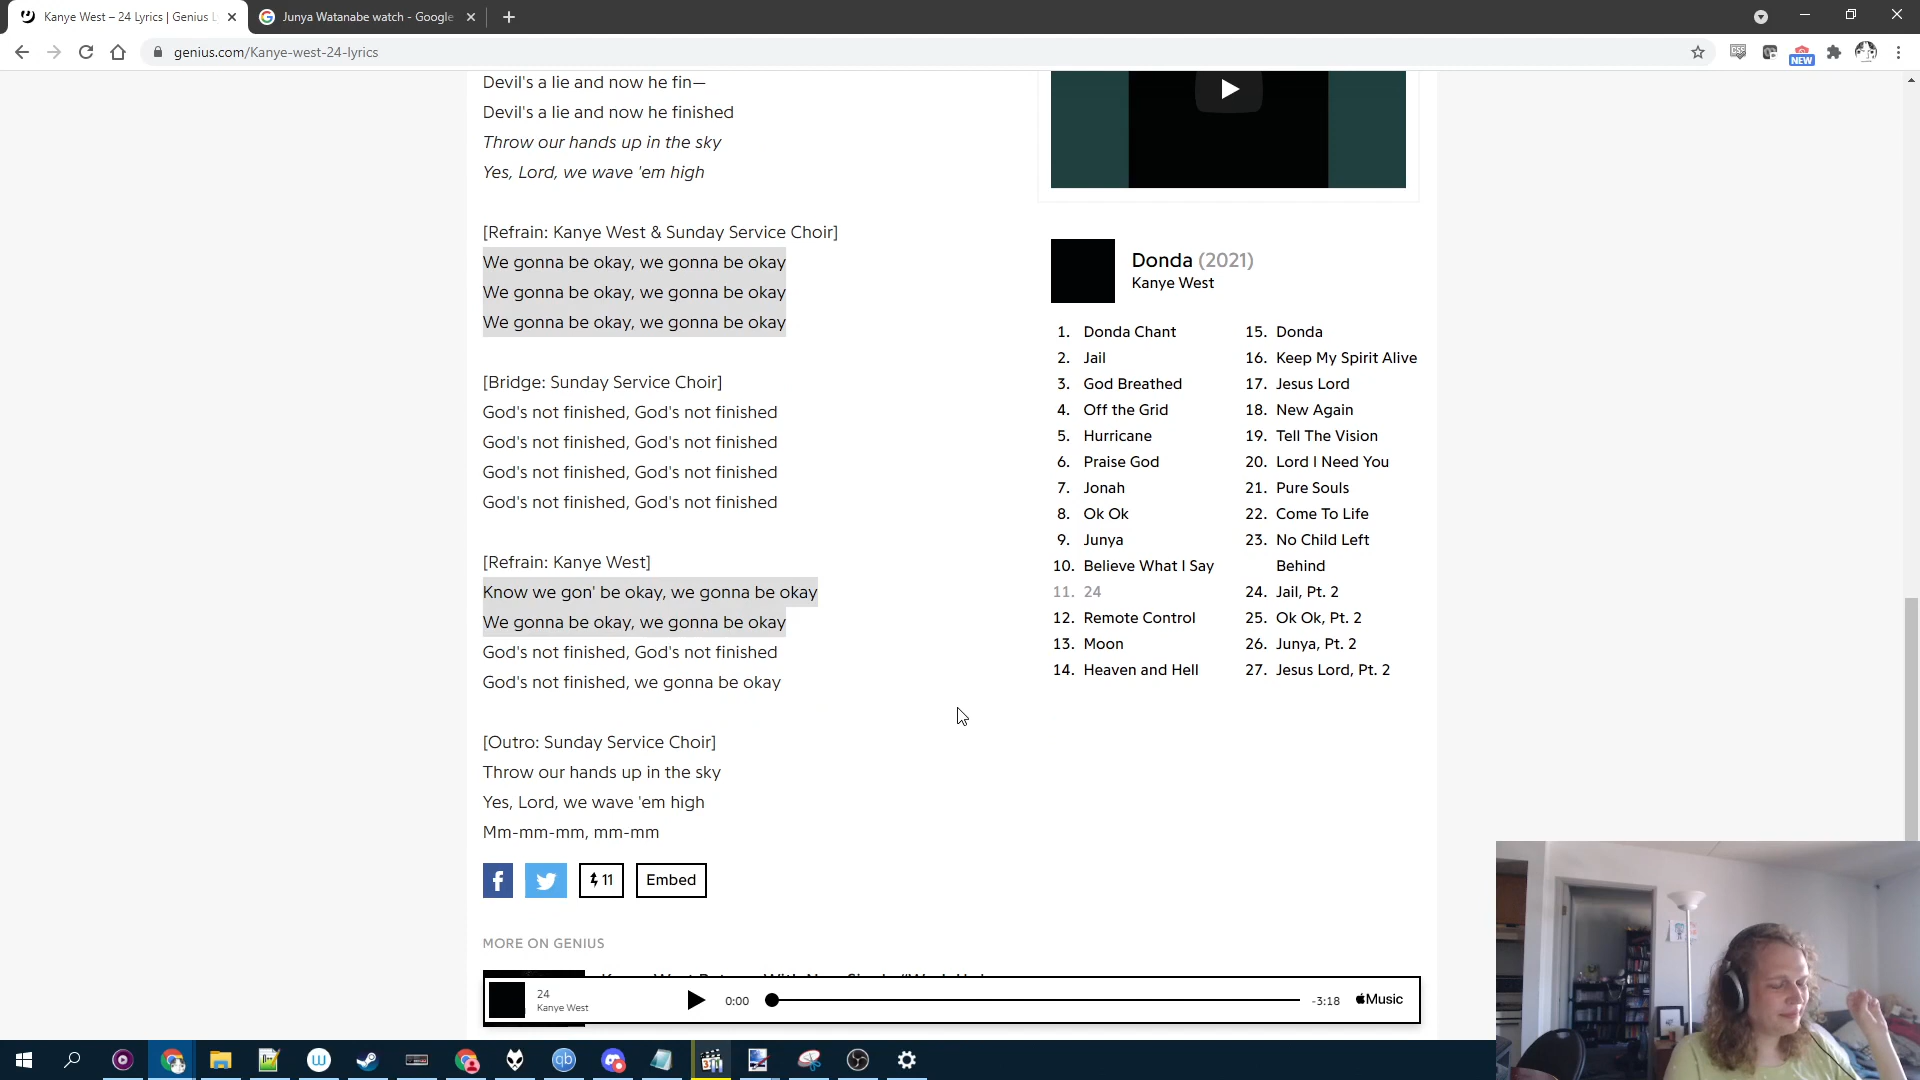 Kanye West – 24 Lyrics | Genius L
Junya Watanabe watch - Google
genius.com/Kanye-west-24-lyrics
NEW
Devil's a lie and now he fin—
Devil's a lie and now he finished
Throw our hands up in the sky
Yes, Lord, we wave 'em high
[Refrain: Kanye West & Sunday Service Choir]
We gonna be okay, we gonna be okay
We gonna be okay, we gonna be okay
We gonna be okay, we gonna be okay
[Bridge: Sunday Service Choir]
God's not finished, God's not finished
God's not finished, God's not finished
God's not finished, God's not finished
God's not finished, God's not finished
[Refrain: Kanye West]
Know we gon' be okay, we gonna be okay
We gonna be okay, we gonna be okay
God's not finished, God's not finished
God's not finished, we gonna be okay
[Outro: Sunday Service Choir]
Throw our hands up in the sky
Yes, Lord, we wave 'em high
Mm-mm-mm, mm-mm
11
Embed
MORE ON GENIUS
Donda (2021)
Kanye West
1. Donda Chant
2. Jail
3. God Breathed
4. Off the Grid
5. Hurricane
6. Praise God
7. Jonah
8. Ok Ok
9. Junya
10. Believe What I Say
11. 24
12. Remote Control
13. Moon
14. Heaven and Hell
15. Donda
16. Keep My Spirit Alive
17. Jesus Lord
18. New Again
19. Tell The Vision
20. Lord I Need You
21. Pure Souls
22. Come To Life
23. No Child Left
Behind
24. Jail, Pt. 2
25. Ok Ok, Pt. 2
26. Junya, Pt. 2
27. Jesus Lord, Pt. 2
24
Kanye West
0:00
-3:18
Music